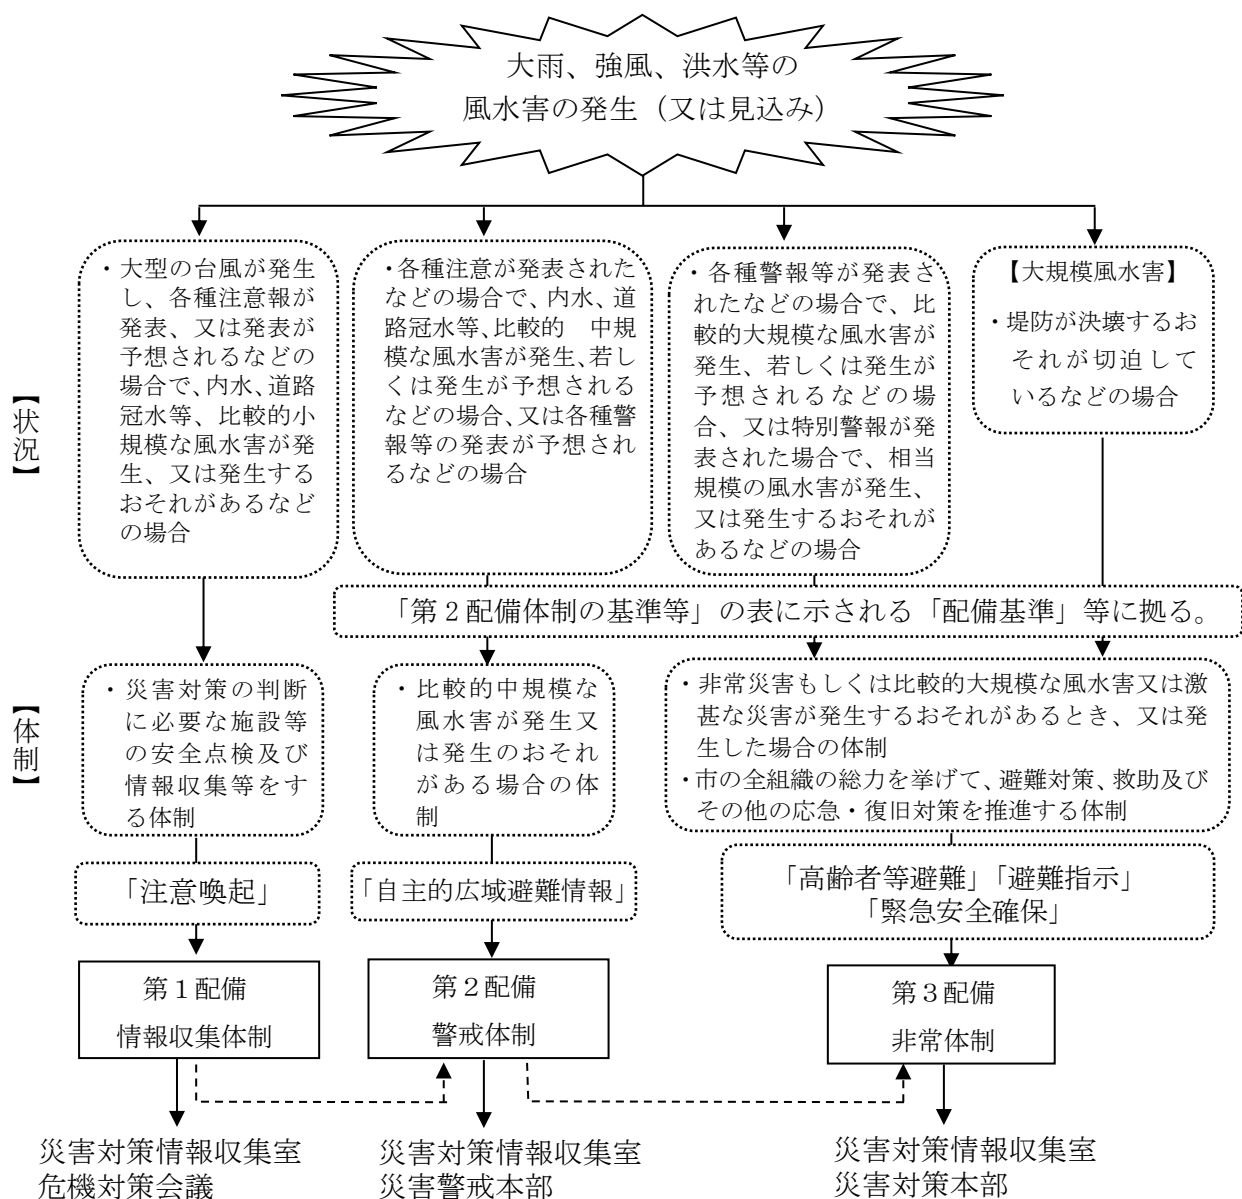 大雨、強風、洪水等の
風水害の発生（又は見込み）
【状況】
・大型の台風が発生
し、各種注意報が
発表、又は発表が
予想されるなどの
場合で、内水、道路
冠水等、比較的小
規模な風水害が発
生、又は発生する
おそれがあるなど
の場合
・各種注意が発表された
などの場合で、内水、道
路冠水等、比較的　中規
模な風水害が発生、若し
くは発生が予想される
などの場合、又は各種警
報等の発表が予想され
るなどの場合
・各種警報等が発表さ
れたなどの場合で、比
較的大規模な風水害が
発生、若しくは発生が
予想されるなどの場
合、又は特別警報が発
表された場合で、相当
規模の風水害が発生、
又は発生するおそれが
あるなどの場合
【大規模風水害】
・堤防が決壊するお
それが切迫して
いるなどの場合
「第２配備体制の基準等」の表に示される「配備基準」等に拠る。
【体制】
・災害対策の判断
に必要な施設等
の安全点検及び
情報収集等をす
る体制
・比較的中規模な
風水害が発生又
は発生のおそれ
がある場合の体
制
・非常災害もしくは比較的大規模な風水害又は激
甚な災害が発生するおそれがあるとき、又は発
生した場合の体制
・市の全組織の総力を挙げて、避難対策、救助及び
その他の応急・復旧対策を推進する体制
「注意喚起」
「自主的広域避難情報」
「高齢者等避難」「避難指示」
「緊急安全確保」
第１配備
情報収集体制
第２配備
警戒体制
第３配備
非常体制
災害対策情報収集室
危機対策会議
災害対策情報収集室
災害警戒本部
災害対策情報収集室
災害対策本部